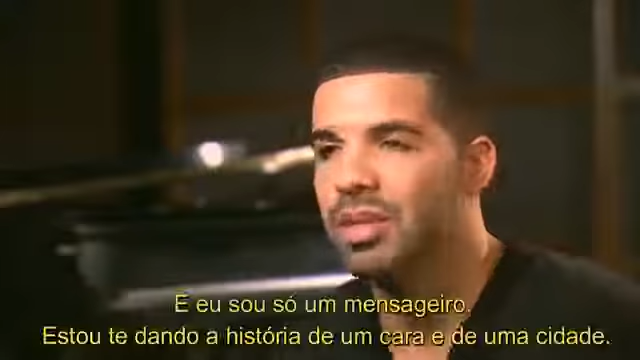 E eu sou só um mensageiro.
Estou te dando a história de um cara e de uma cidade.